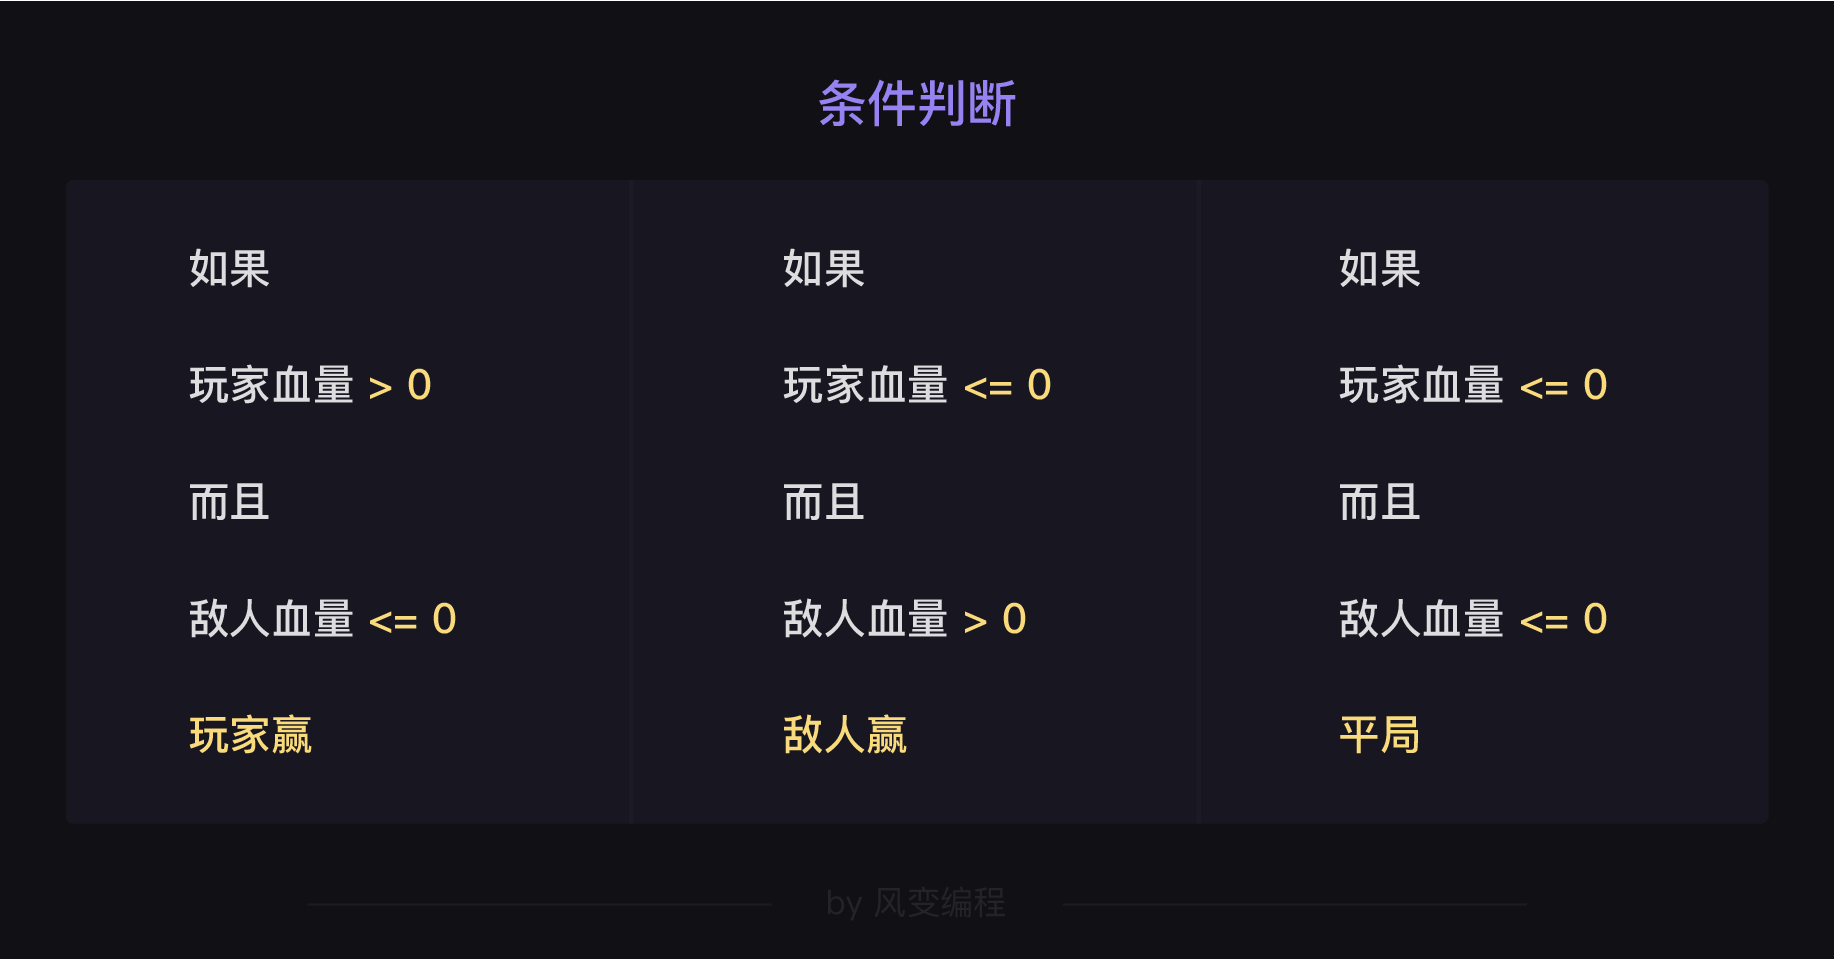 条件判断
如果
玩家血量 > 0
而且
敌人血量 <= 0
玩家赢
如果
玩家血量 <= 0
而且
敌人血量 > 0
敌人赢
如果
玩家血量 <= 0
而且
敌人血量 <= 0
平局
by 风变编程